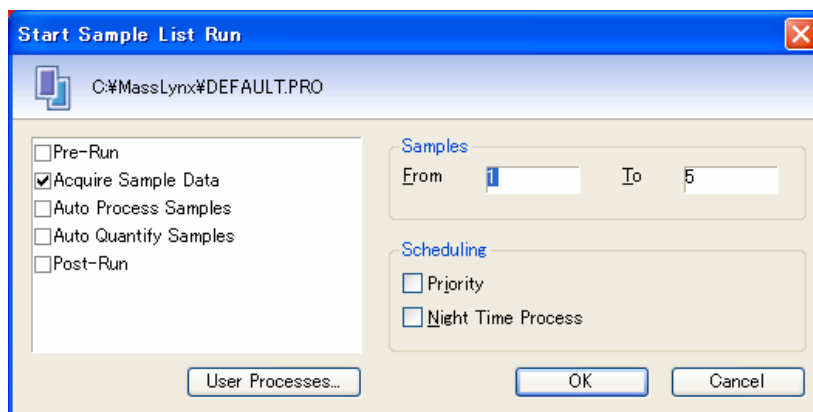 Start Sample List Run
C:¥MassLynx¥DEFAULT.PRO
Pre-Run
Acquire Sample Data
Auto Process Samples
Auto Quantify Samples
Post-Run
User Processes...
Samples
From 1 To 5
Scheduling
Priority
Night Time Process
OK Cancel